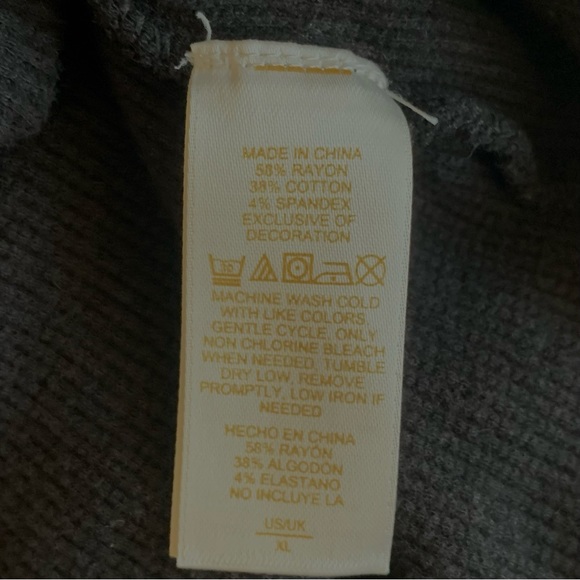 MADE IN CHINA
58% RAYON
38% COTTON
4% SPANDEX
EXCLUSIVE OF
DECORATION
30
MACHINE WASH COLD
WITH LIKE COLORS,
GENTLE CYCLE, ONLY
NON CHLORINE BLEACH
WHEN NEEDED, TUMBLE
DRY LOW, REMOVE
PROMPTLY, LOW IRON IF
NEEDED
HECHO EN CHINA
58% RAYÓN
38% ALGODÓN
4% ELASTANO
NO INCLUYE LA
US/UK
XL